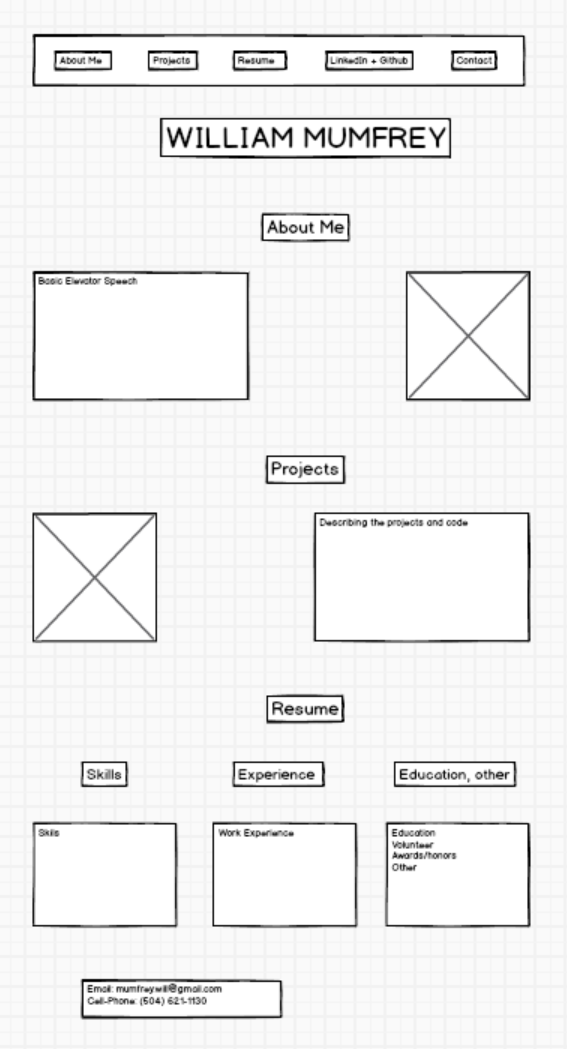 About Me
Projects
Resume
LinkedIn + Github
Contact
WILLIAM MUMFREY
About Me
Basic Elevator Speech
Projects
Describing the projects and code
Resume
Skills
Experience
Education, other
Skills
Work Experience
Education
Volunteer
Awards/honors
Other
Email: mumfreywill@gmail.com
Cell-Phone: (504) 621-1130